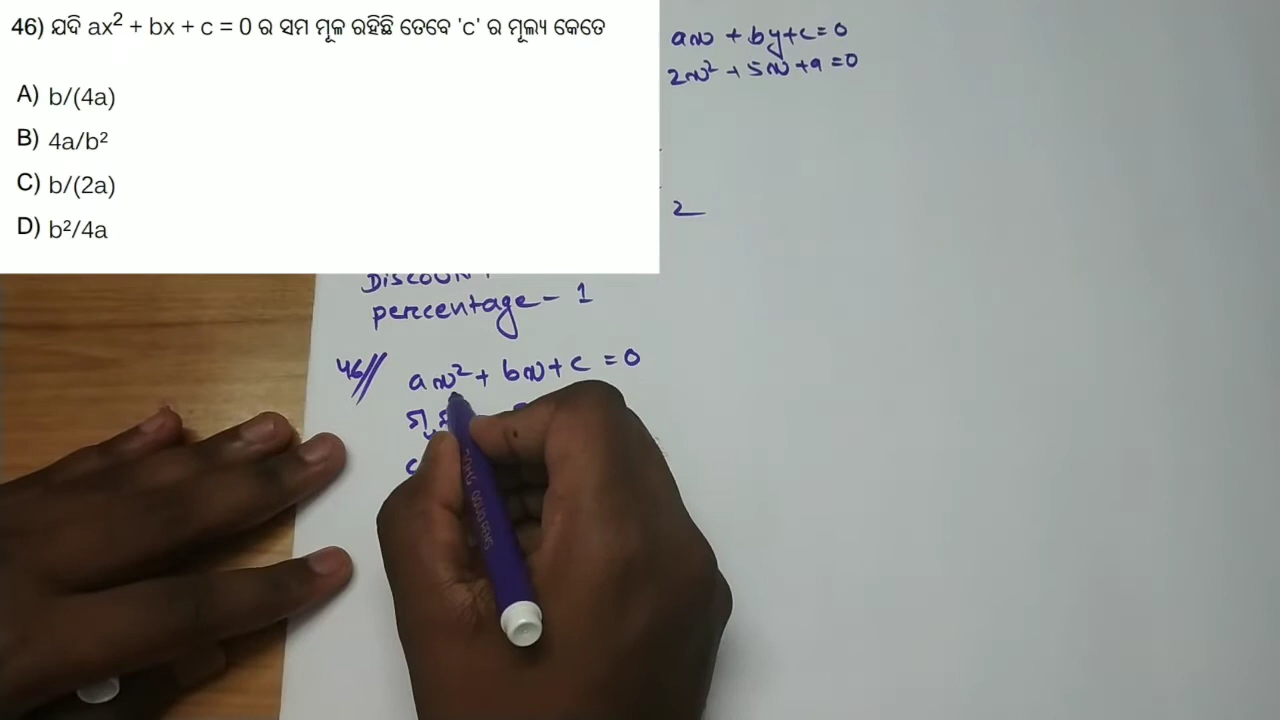 46) ଯଦି ax² + bx + c = 0 ର ସମ ମୂଳ ରହିଛି ତେବେ 'c' ର ମୂଲ୍ୟ କେତେ
A) b/(4a)
B) 4a/b²
C) b/(2a)
D) b²/4a
ax + by + c = 0
2x² + 5x + 9 = 0
2
Discount
percentage - 1
46// ax² + bx + c = 0